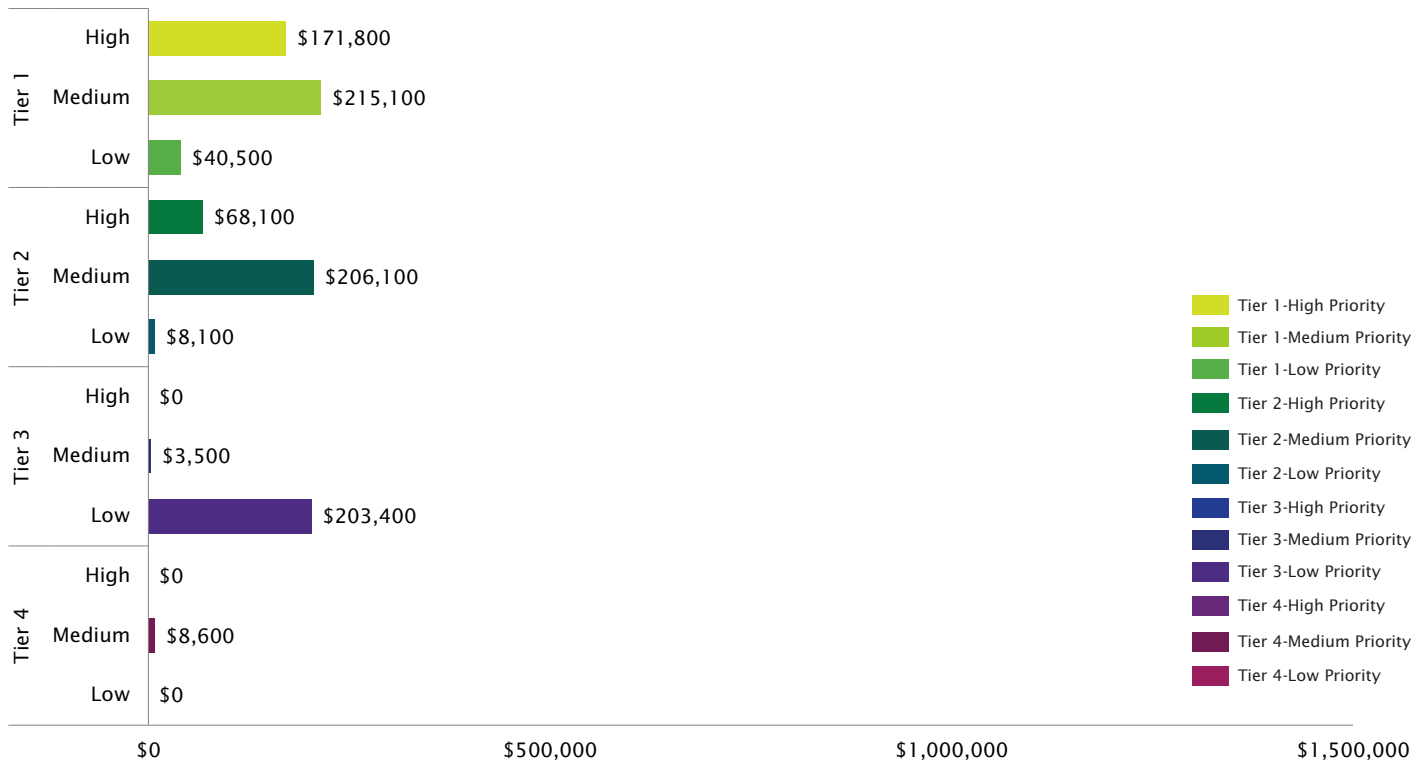 Tier 1
High $171,800
Medium $215,100
Low $40,500
Tier 2
High $68,100
Medium $206,100
Low $8,100
Tier 3
High $0
Medium $3,500
Low $203,400
Tier 4
High $0
Medium $8,600
Low $0
$0 $500,000 $1,000,000 $1,500,000
Tier 1-High Priority
Tier 1-Medium Priority
Tier 1-Low Priority
Tier 2-High Priority
Tier 2-Medium Priority
Tier 2-Low Priority
Tier 3-High Priority
Tier 3-Medium Priority
Tier 3-Low Priority
Tier 4-High Priority
Tier 4-Medium Priority
Tier 4-Low Priority